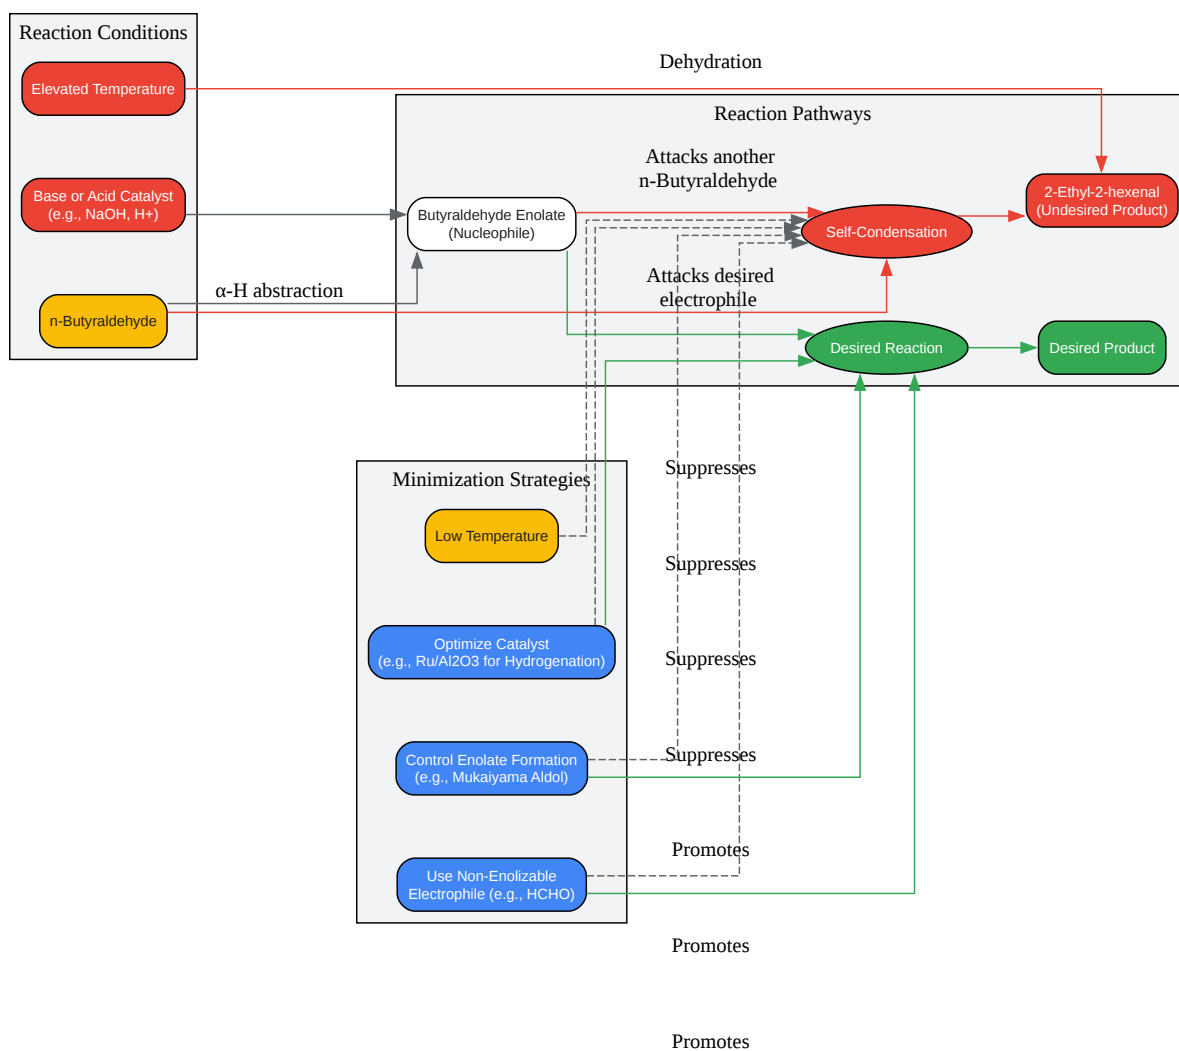 Reaction Conditions
Elevated Temperature
Base or Acid Catalyst
(e.g., NaOH, H+)
n-Butyraldehyde
α-H abstraction
Dehydration
Reaction Pathways
Attacks another
n-Butyraldehyde
Butyraldehyde Enolate
(Nucleophile)
Self-Condensation
2-Ethyl-2-hexenal
(Undesired Product)
Attacks desired
electrophile
Desired Reaction
Desired Product
Minimization Strategies
Low Temperature
Optimize Catalyst
(e.g., Ru/Al2O3 for Hydrogenation)
Control Enolate Formation
(e.g., Mukaiyama Aldol)
Use Non-Enolizable
Electrophile (e.g., HCHO)
Suppresses
Suppresses
Suppresses
Suppresses
Promotes
Promotes
Promotes